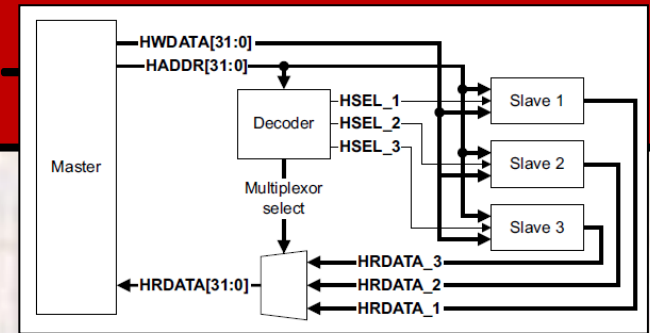 HWDATA[31:0]
HADDR[31:0]
HSEL_1
Slave 1
Decoder
HSEL_2
HSEL_3
Slave 2
Master
Multiplexor
select
Slave 3
HRDATA_3
HRDATA[31:0]
HRDATA_2
HRDATA_1